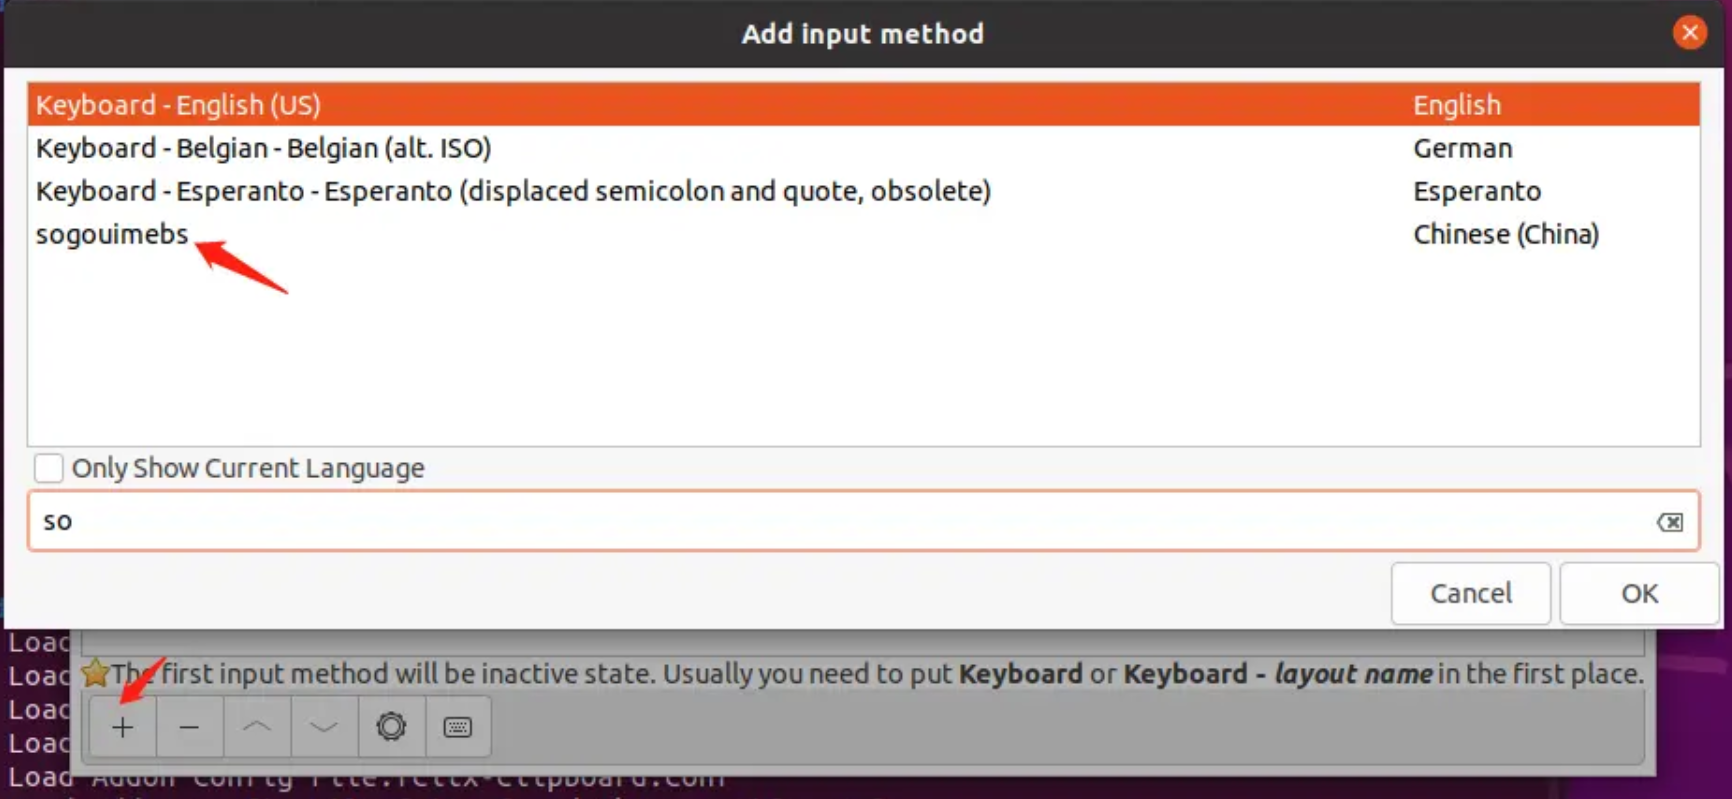 Add input method
Keyboard - English (US) English
Keyboard - Belgian - Belgian (alt. ISO) German
Keyboard - Esperanto - Esperanto (displaced semicolon and quote, obsolete) Esperanto
sogouimebs Chinese (China)
Only Show Current Language
so
Cancel OK
Load
Load The first input method will be inactive state. Usually you need to put Keyboard or Keyboard - layout name in the first place.
Load
Load
Load Addon Config File:fcitx-clipboard.conf